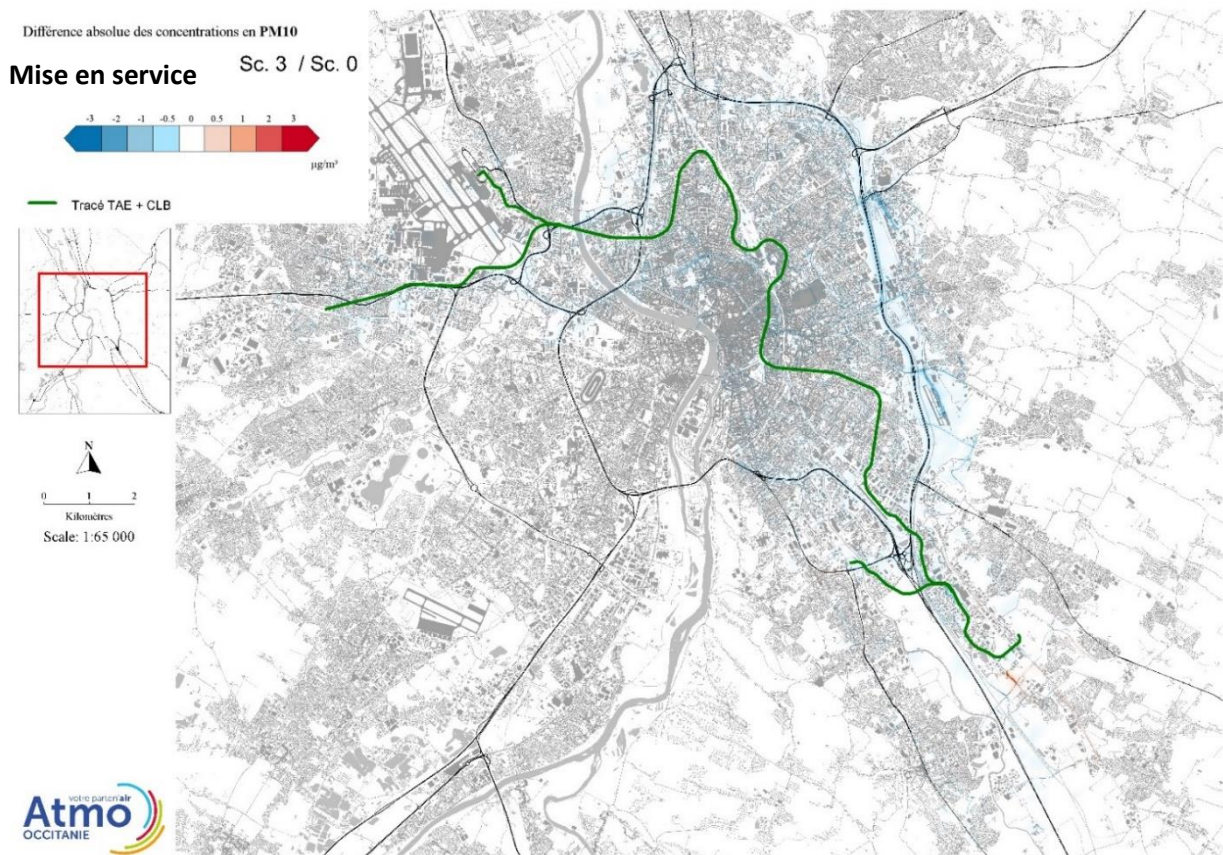 Différence absolue des concentrations en PM10
Mise en service Sc. 3 / Sc. 0
-3 -2 -1 -0.5 0 0.5 1 2 3
µg/m³
Tracé TAE + CLB
N
0 1 2
Kilomètres
Scale: 1:65 000
votre parten'air
Atmo
OCCITANIE